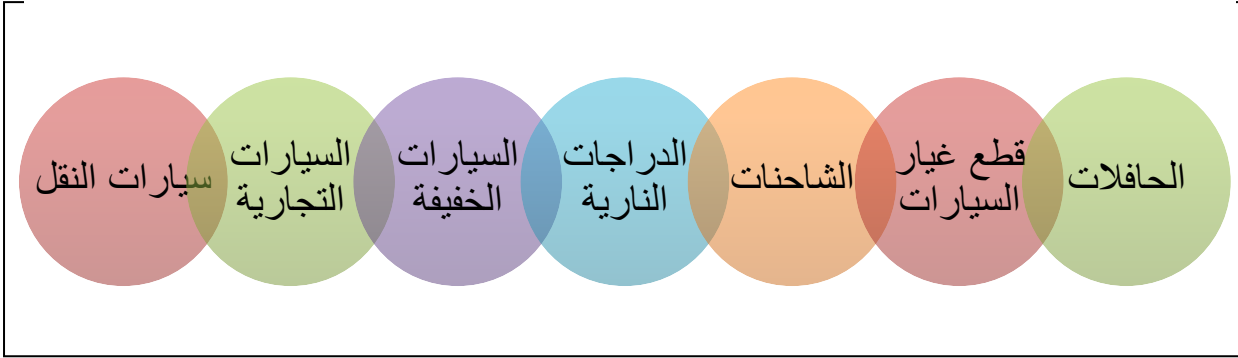 الحافلات
قطع غيار
السيارات
الشاحنات
الدراجات
النارية
السيارات
الخفيفة
السيارات
التجارية
سيارات النقل